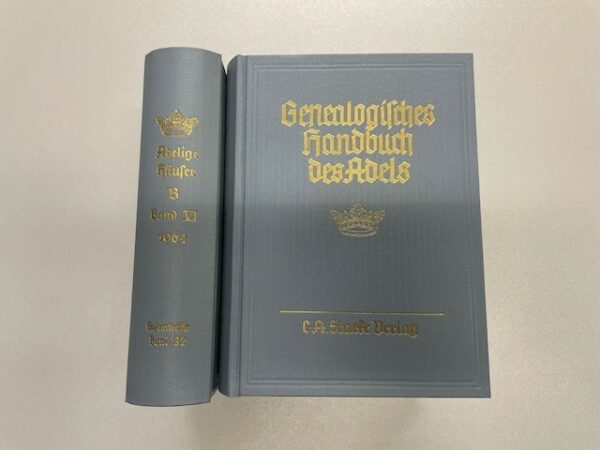 Adelige
Häuser
B
Band VI
1964
Gesamtreihe
Band 32
Genealogisches
Handbuch
des Adels
C.A. Starke Verlag